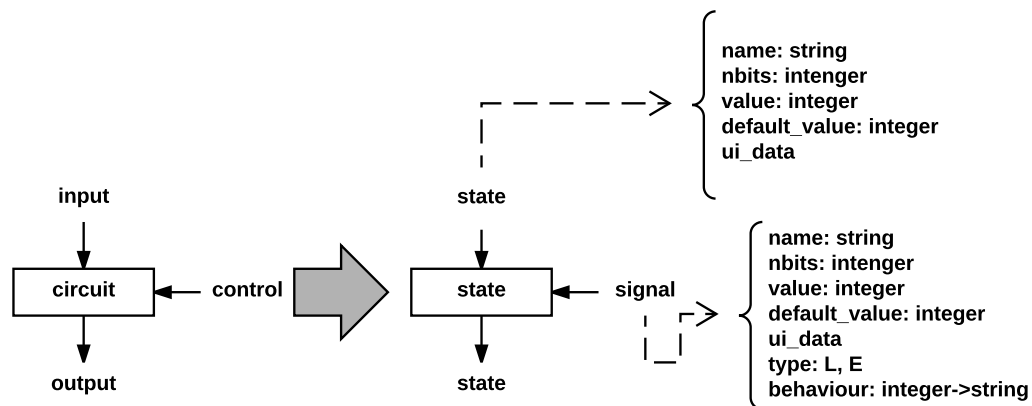 name: string
nbits: intenger
value: integer
default_value: integer
ui_data
input
state
name: string
nbits: intenger
value: integer
default_value: integer
ui_data
type: L, E
behaviour: integer->string
circuit
control
state
signal
output
state